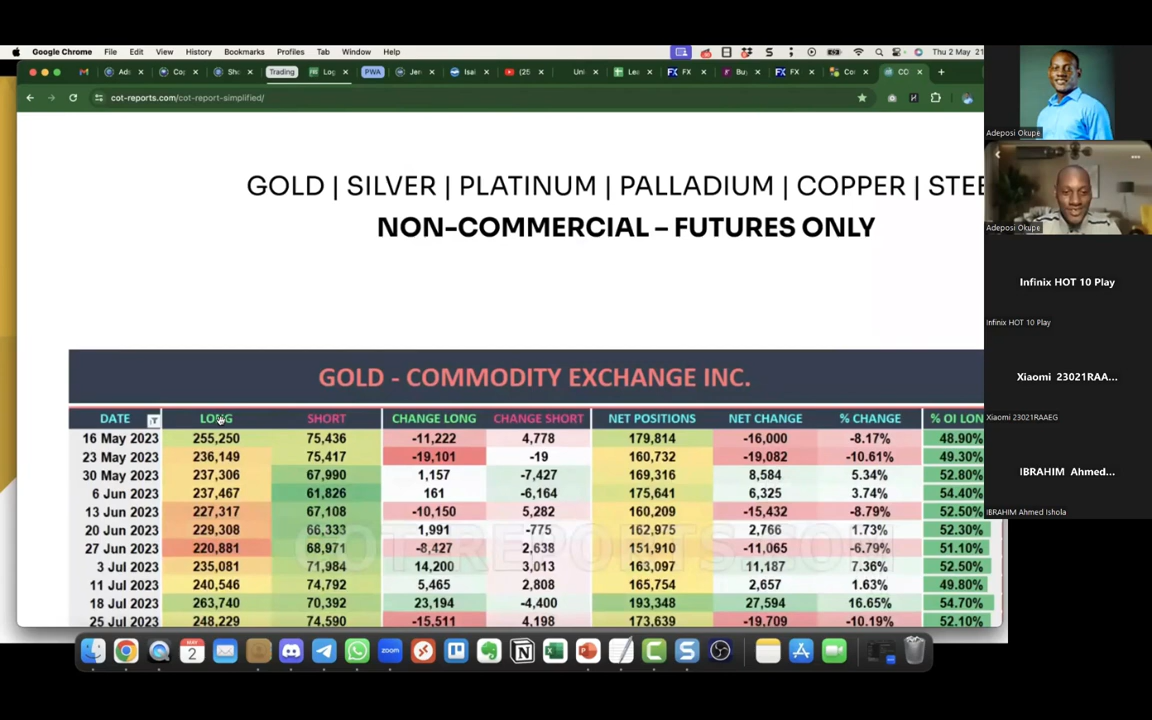 Google Chrome File Edit View History Bookmarks Profiles Tab Window Help Thu 2 May 21
Trading PWA
cot-reports.com/cot-report-simplified/
GOLD | SILVER | PLATINUM | PALLADIUM | COPPER | STEE
NON-COMMERCIAL – FUTURES ONLY
GOLD - COMMODITY EXCHANGE INC.
DATE LONG SHORT CHANGE LONG CHANGE SHORT NET POSITIONS NET CHANGE % CHANGE % OI LON
16 May 2023 255,250 75,436 -11,222 4,778 179,814 -16,000 -8.17% 48.90%
23 May 2023 236,149 75,417 -19,101 -19 160,732 -19,082 -10.61% 49.30%
30 May 2023 237,306 67,990 1,157 -7,427 169,316 8,584 5.34% 52.80%
6 Jun 2023 237,467 61,826 161 -6,164 175,641 6,325 3.74% 54.40%
13 Jun 2023 227,317 67,108 -10,150 5,282 160,209 -15,432 -8.79% 52.50%
20 Jun 2023 229,308 66,333 1,991 -775 162,975 2,766 1.73% 52.30%
27 Jun 2023 220,881 68,971 -8,427 2,638 151,910 -11,065 -6.79% 51.10%
3 Jul 2023 235,081 71,984 14,200 3,013 163,097 11,187 7.36% 52.50%
11 Jul 2023 240,546 74,792 5,465 2,808 165,754 2,657 1.63% 49.80%
18 Jul 2023 263,740 70,392 23,194 -4,400 193,348 27,594 16.65% 54.70%
25 Jul 2023 248,229 74,590 -15,511 4,198 173,639 -19,709 -10.19% 52.10%
COT-REPORTS.COM
Adeposi Okupe
Adeposi Okupe
Infinix HOT 10 Play
Infinix HOT 10 Play
Xiaomi 23021RAA...
Xiaomi 23021RAAEG
IBRAHIM Ahmed...
IBRAHIM Ahmed Ishola
MAY
2
zoom